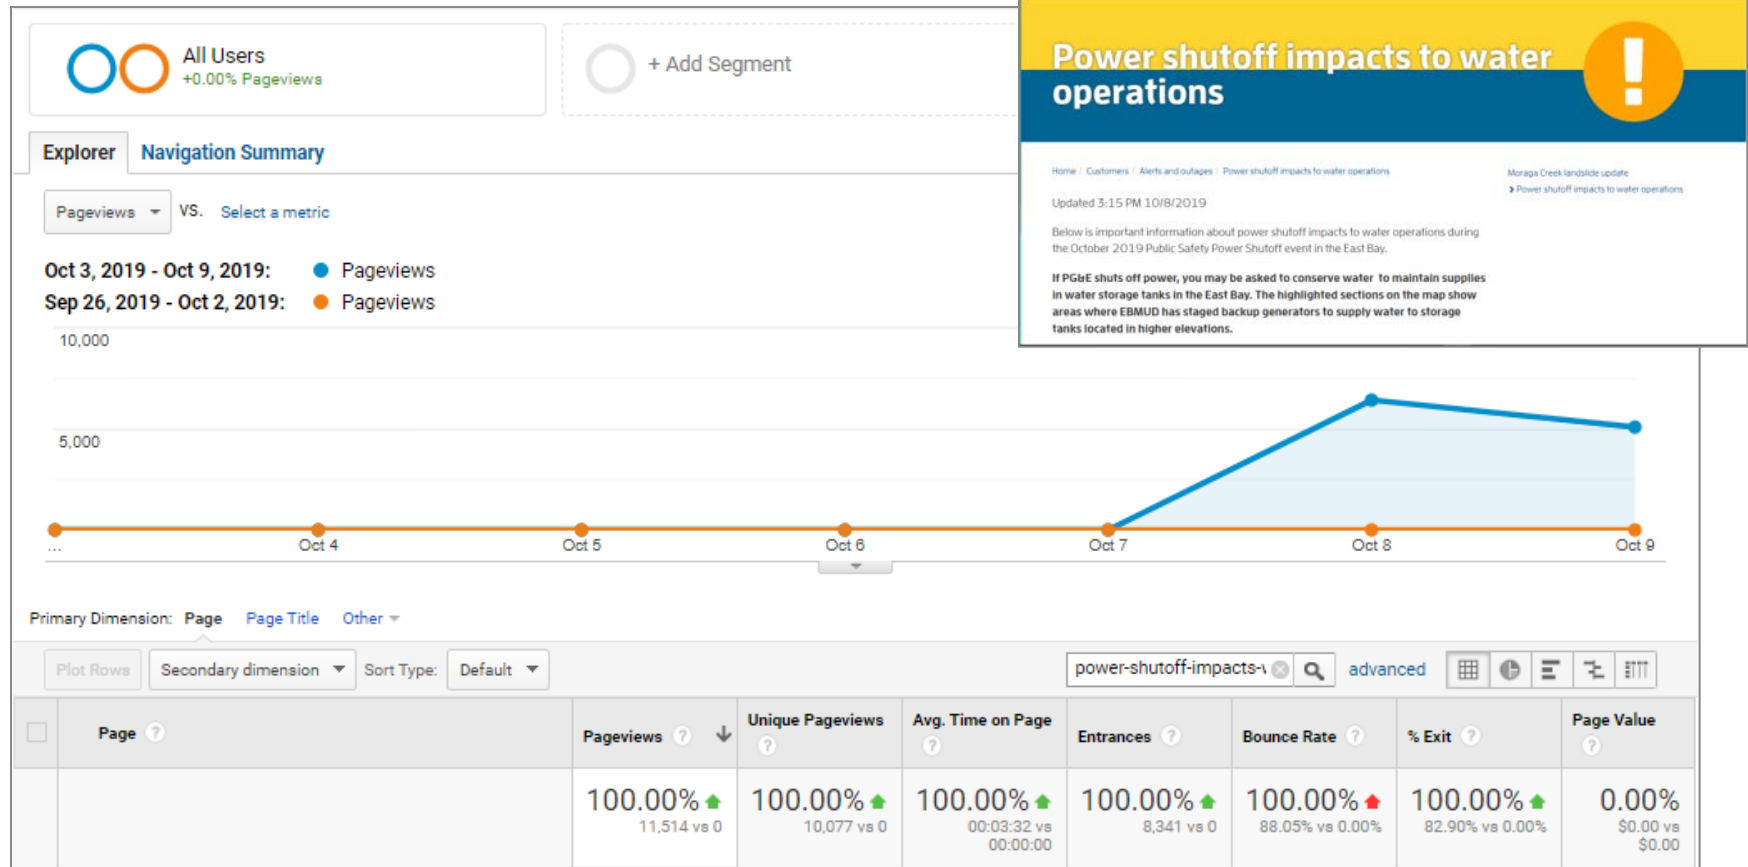 All Users
+0.00% Pageviews
+ Add Segment
Power shutoff impacts to water
operations
!
Home / Customers / Alerts and outages / Power shutoff impacts to water operations
Moraga Creek landslide update
Power shutoff impacts to water operations
Updated 3:15 PM 10/8/2019
Below is important information about power shutoff impacts to water operations during
the October 2019 Public Safety Power Shutoff event in the East Bay.
If PG&E shuts off power, you may be asked to conserve water to maintain supplies
in water storage tanks in the East Bay. The highlighted sections on the map show
areas where EBMUD has staged backup generators to supply water to storage
tanks located in higher elevations.
Explorer Navigation Summary
Pageviews VS. Select a metric
Oct 3, 2019 - Oct 9, 2019: Pageviews
Sep 26, 2019 - Oct 2, 2019: Pageviews
10,000
5,000
... Oct 4 Oct 5 Oct 6 Oct 7 Oct 8 Oct 9
Primary Dimension: Page Page Title Other
Plot Rows Secondary dimension Sort Type: Default power-shutoff-impacts- advanced
Page ? Pageviews ? Unique Pageviews ? Avg. Time on Page ? Entrances ? Bounce Rate ? % Exit ? Page Value ?
100.00% 100.00% 100.00% 100.00% 100.00% 100.00% 0.00%
11,514 vs 0 10,077 vs 0 00:03:32 vs 00:00:00 8,341 vs 0 88.05% vs 0.00% 82.90% vs 0.00% $0.00 vs $0.00